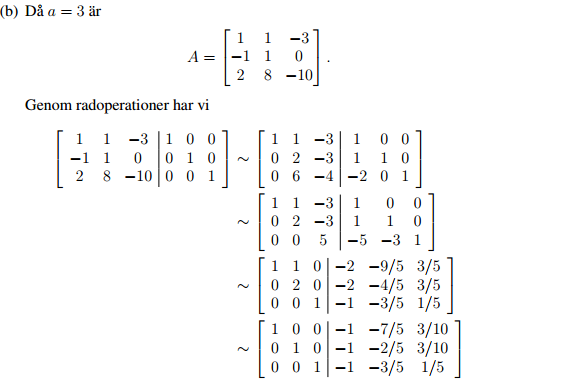 (b) Då a = 3 är
A = [ 1 1 −3 ; −1 1 0 ; 2 8 −10 ] .
Genom radoperationer har vi
[ 1 1 −3 | 1 0 0 ; −1 1 0 | 0 1 0 ; 2 8 −10 | 0 0 1 ] ∼ [ 1 1 −3 | 1 0 0 ; 0 2 −3 | 1 1 0 ; 0 6 −4 | −2 0 1 ]
∼ [ 1 1 −3 | 1 0 0 ; 0 2 −3 | 1 1 0 ; 0 0 5 | −5 −3 1 ]
∼ [ 1 1 0 | −2 −9/5 3/5 ; 0 2 0 | −2 −4/5 3/5 ; 0 0 1 | −1 −3/5 1/5 ]
∼ [ 1 0 0 | −1 −7/5 3/10 ; 0 1 0 | −1 −2/5 3/10 ; 0 0 1 | −1 −3/5 1/5 ]